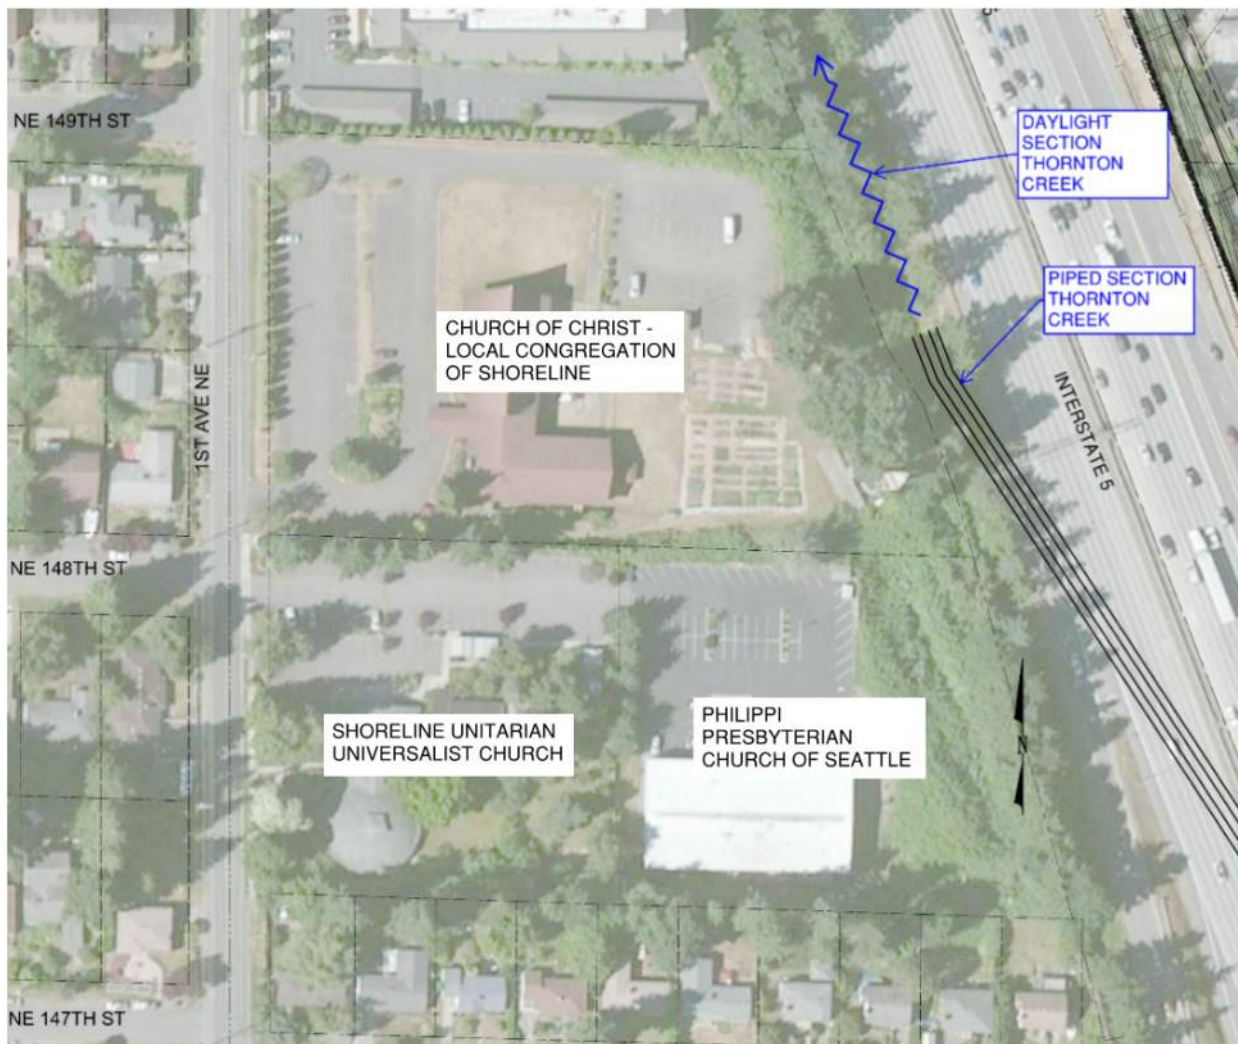 NE 149TH ST
DAYLIGHT
SECTION
THORNTON
CREEK
PIPED SECTION
THORNTON
CREEK
CHURCH OF CHRIST -
LOCAL CONGREGATION
OF SHORELINE
1ST AVE NE
INTERSTATE 5
NE 148TH ST
SHORELINE UNITARIAN
UNIVERSALIST CHURCH
PHILIPPI
PRESBYTERIAN
CHURCH OF SEATTLE
N
NE 147TH ST